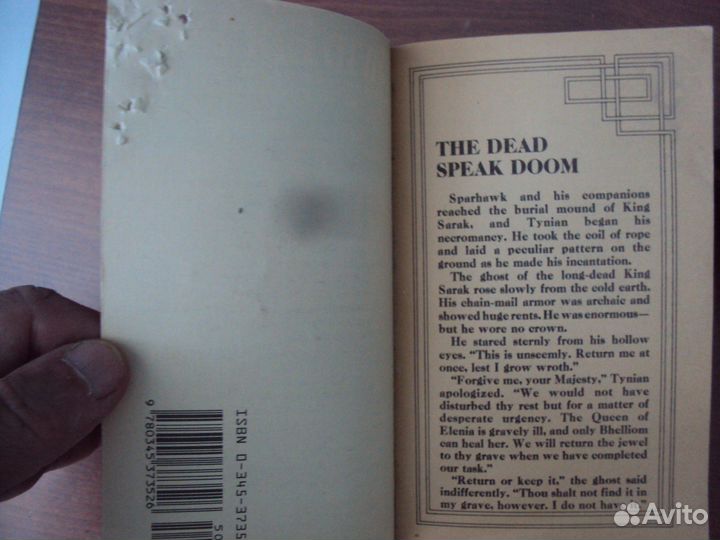 9 780345 373526
ISBN 0-345-3735
50
THE DEAD
SPEAK DOOM
Sparhawk and his companions
reached the burial mound of King
Sarak, and Tynian began his
necromancy. He took the coil of rope
and laid a peculiar pattern on the
ground as he made his incantation.
The ghost of the long-dead King
Sarak rose slowly from the cold earth.
His chain-mail armor was archaic and
showed huge rents. He was enormous—
but he wore no crown.
He stared sternly from his hollow
eyes. "This is unseemly. Return me at
once, lest I grow wroth."
"Forgive me, your Majesty," Tynian
apologized. "We would not have
disturbed thy rest but for a matter of
desperate urgency. The Queen of
Elenia is gravely ill, and only Bhelliom
can heal her. We will return the jewel
to thy grave when we have completed
our task."
"Return or keep it," the ghost said
indifferently. "Thou shalt not find it in
my grave, however. I do not have it."
Avito